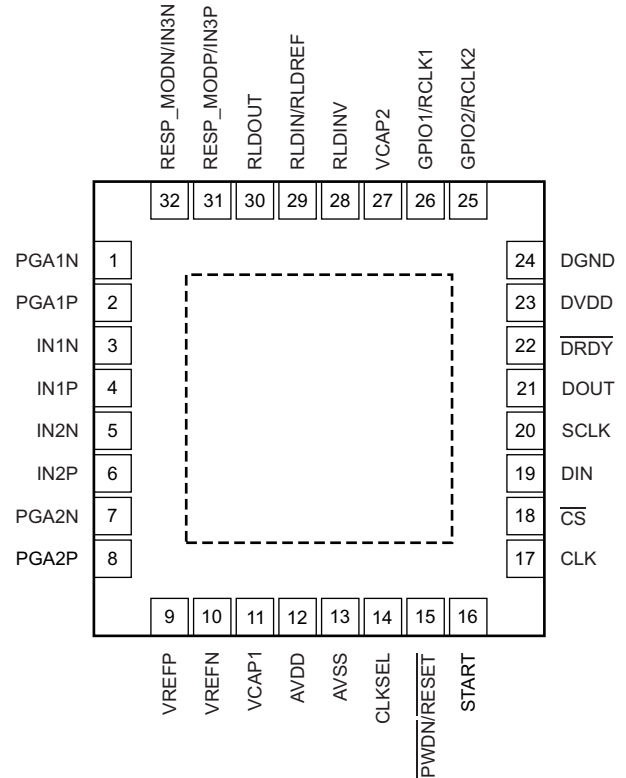 RESP_MODN/IN3N
RESP_MODP/IN3P
RLDOUT
RLDIN/RLDREF
RLDINV
VCAP2
GPIO1/RCLK1
GPIO2/RCLK2
32 31 30 29 28 27 26 25
PGA1N 1
PGA1P 2
IN1N 3
IN1P 4
IN2N 5
IN2P 6
PGA2N 7
PGA2P 8
24 DGND
23 DVDD
22 DRDY
21 DOUT
20 SCLK
19 DIN
18 CS
17 CLK
9 10 11 12 13 14 15 16
VREFP
VREFN
VCAP1
AVDD
AVSS
CLKSEL
PWDN/RESET
START